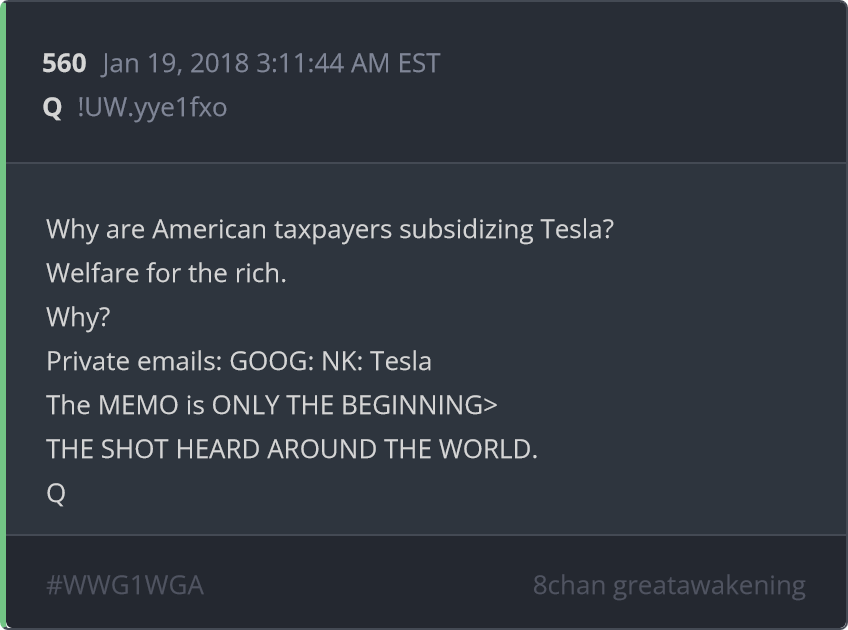 560 Jan 19, 2018 3:11:44 AM EST
Q !UW.yye1fxo
Why are American taxpayers subsidizing Tesla?
Welfare for the rich.
Why?
Private emails: GOOG: NK: Tesla
The MEMO is ONLY THE BEGINNING>
THE SHOT HEARD AROUND THE WORLD.
Q
#WWG1WGA 8chan greatawakening